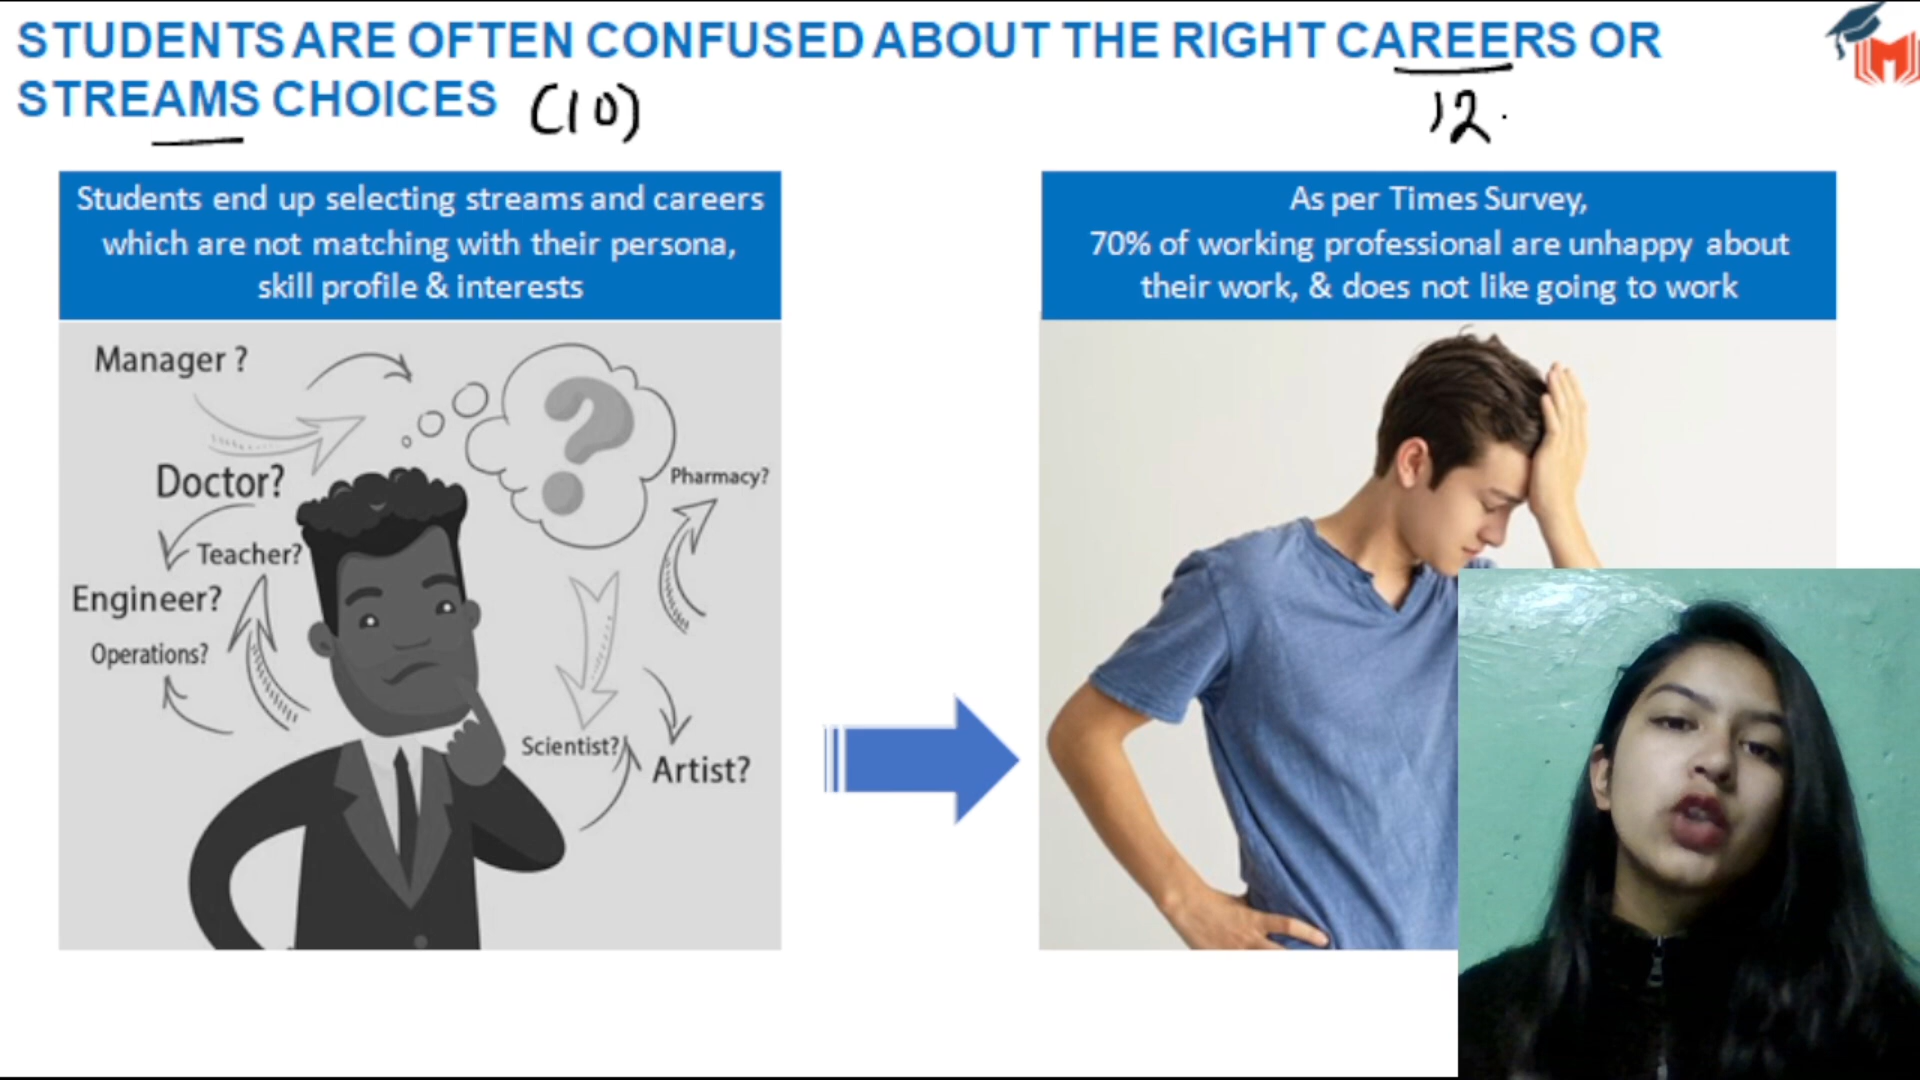 STUDENTS ARE OFTEN CONFUSED ABOUT THE RIGHT CAREERS OR
STREAMS CHOICES (10) 12.
Students end up selecting streams and careers
which are not matching with their persona,
skill profile & interests
As per Times Survey,
70% of working professional are unhappy about
their work, & does not like going to work
Manager ?
Doctor?
Pharmacy?
Teacher?
Engineer?
Operations?
Scientist?
Artist?